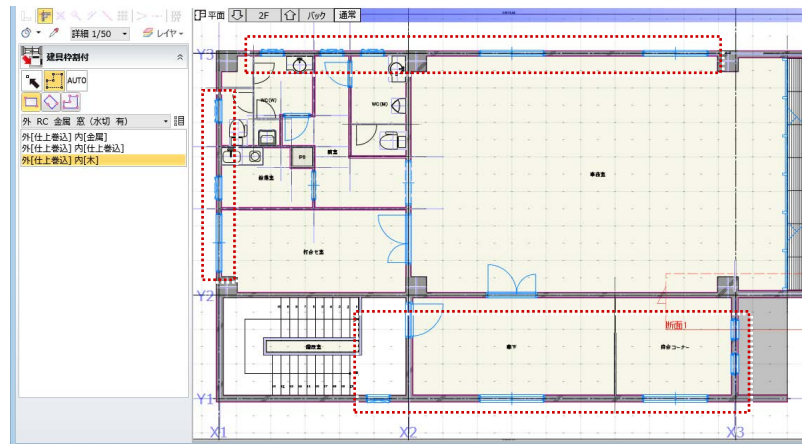 平面 2F バック 通常
詳細 1/50 レイヤ
建具枠割付
AUTO
外 RC 金属 窓（水切 有）
外[仕上巻込] 内[金属]
外[仕上巻込] 内[仕上巻込]
外[仕上巻込] 内[木]
Y3
WC(W)
WC(M)
PS
前室
給湯室
事務室
打合せ室
Y2
断面1
階段室
廊下
待合コーナー
Y1
X1 X2 X3